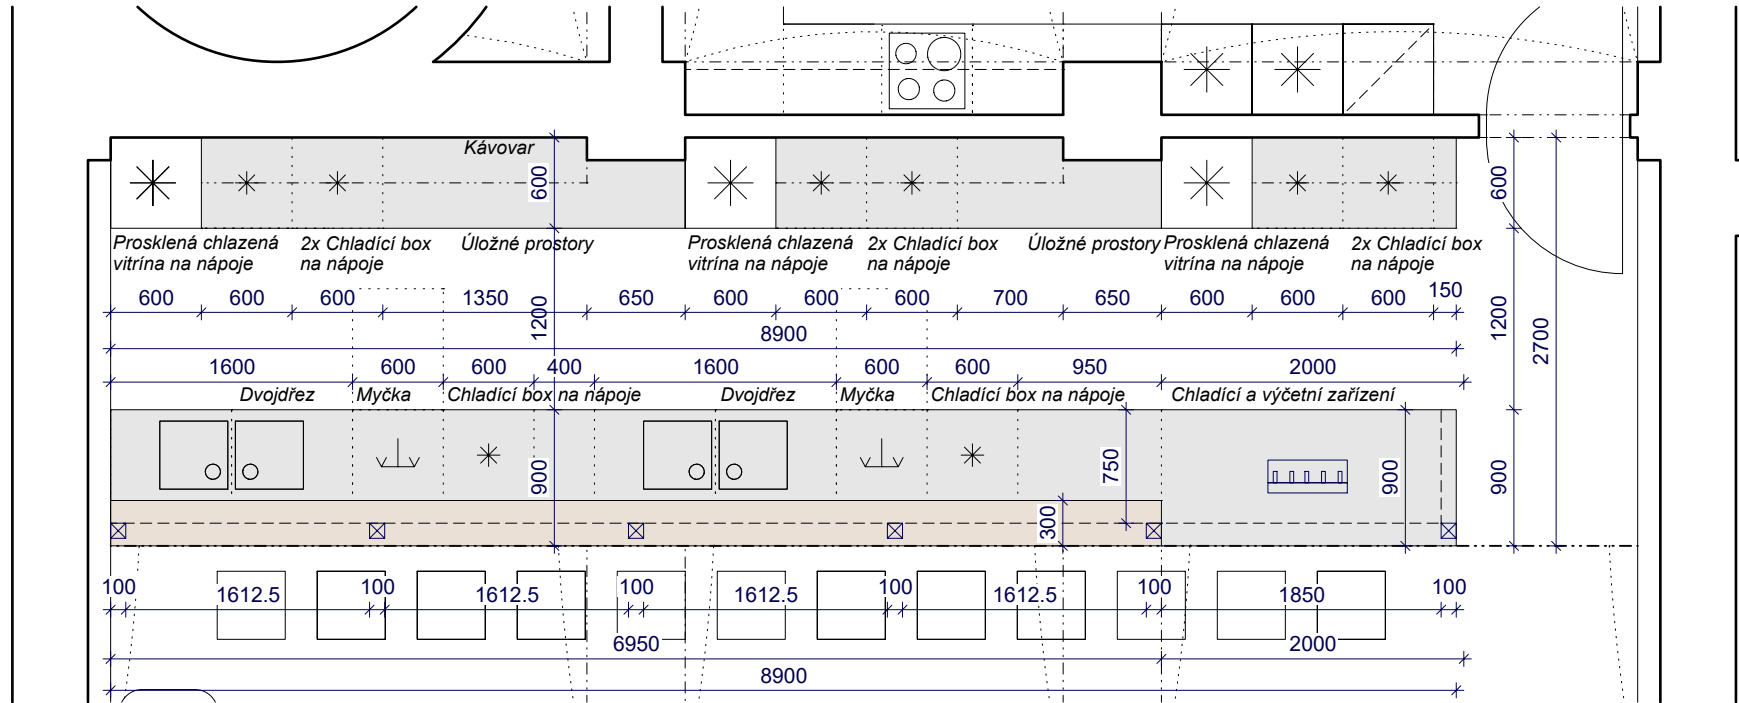 Kávovar
600
600
Prosklená chlazená
vitrína na nápoje
2x Chladící box
na nápoje
Úložné prostory
Prosklená chlazená
vitrína na nápoje
2x Chladící box
na nápoje
Úložné prostory
Prosklená chlazená
vitrína na nápoje
2x Chladící box
na nápoje
600 600 600 1350 650 600 600 600 700 650 600 600 600 150
1200
1200
2700
8900
1600 600 600 400 1600 600 600 950 2000
Dvojdřez Myčka Chladící box na nápoje Dvojdřez Myčka Chladící box na nápoje Chladící a výčetní zařízení
900
750
900
900
300
100 1612.5 100 1612.5 100 1612.5 100 1612.5 100 1850 100
6950 2000
8900